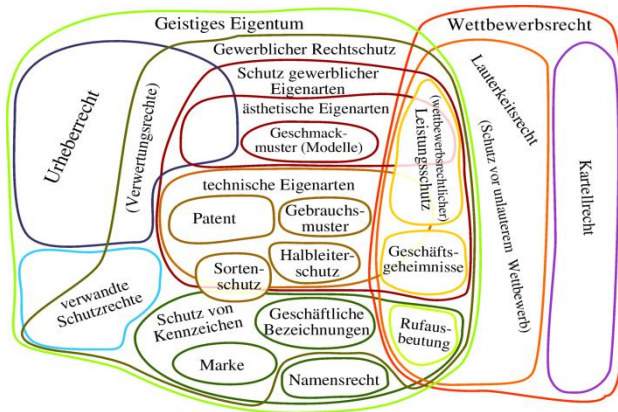 Geistiges Eigentum
Wettbewerbsrecht
Gewerblicher Rechtschutz
Schutz gewerblicher
Eigenarten
ästhetische Eigenarten
Geschmack-
muster (Modelle)
Urheberrecht
(Verwertungsrechte)
technische Eigenarten
Patent
Gebrauchs-
muster
Halbleiter-
schutz
Sorten-
schutz
verwandte
Schutzrechte
Schutz von
Kennzeichen
Geschäftliche
Bezeichnungen
Marke
Namensrecht
(wettbewerbsrechtlicher)
Leistungsschutz
Geschäfts-
geheimnisse
Rufaus-
beutung
Lauterkeitsrecht
(Schutz vor unlauterem Wettbewerb)
Kartellrecht